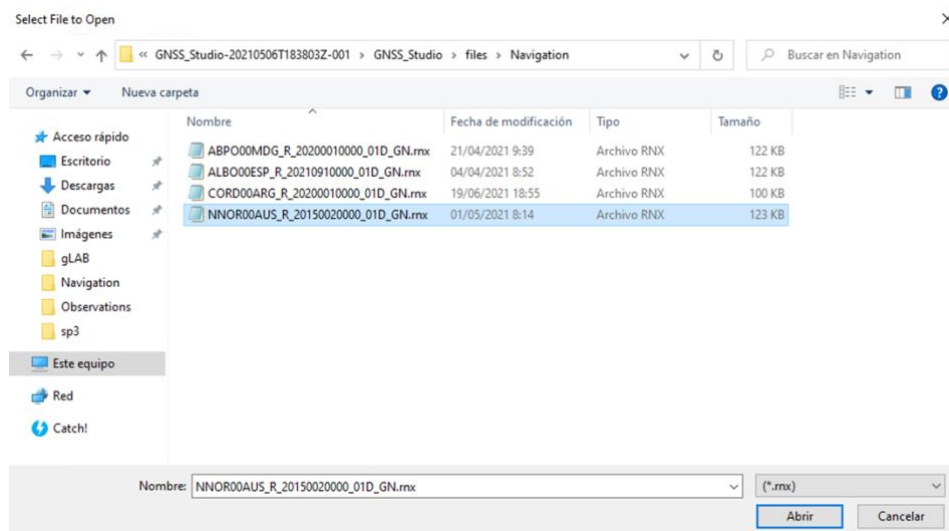 Select File to Open
« GNSS_Studio-20210506T183803Z-001 › GNSS_Studio › files › Navigation
Buscar en Navigation
Organizar
Nueva carpeta
Acceso rápido
Escritorio
Descargas
Documentos
Imágenes
gLAB
Navigation
Observations
sp3
Este equipo
Red
Catch!
Nombre Fecha de modificación Tipo Tamaño
ABPO00MDG_R_20200010000_01D_GN.rnx 21/04/2021 9:39 Archivo RNX 122 KB
ALBO00ESP_R_20210910000_01D_GN.rnx 04/04/2021 8:52 Archivo RNX 122 KB
CORD00ARG_R_20200010000_01D_GN.rnx 19/06/2021 18:55 Archivo RNX 100 KB
NNOR00AUS_R_20150020000_01D_GN.rnx 01/05/2021 8:14 Archivo RNX 123 KB
Nombre: NNOR00AUS_R_20150020000_01D_GN.rnx
(*.rnx)
Abrir
Cancelar